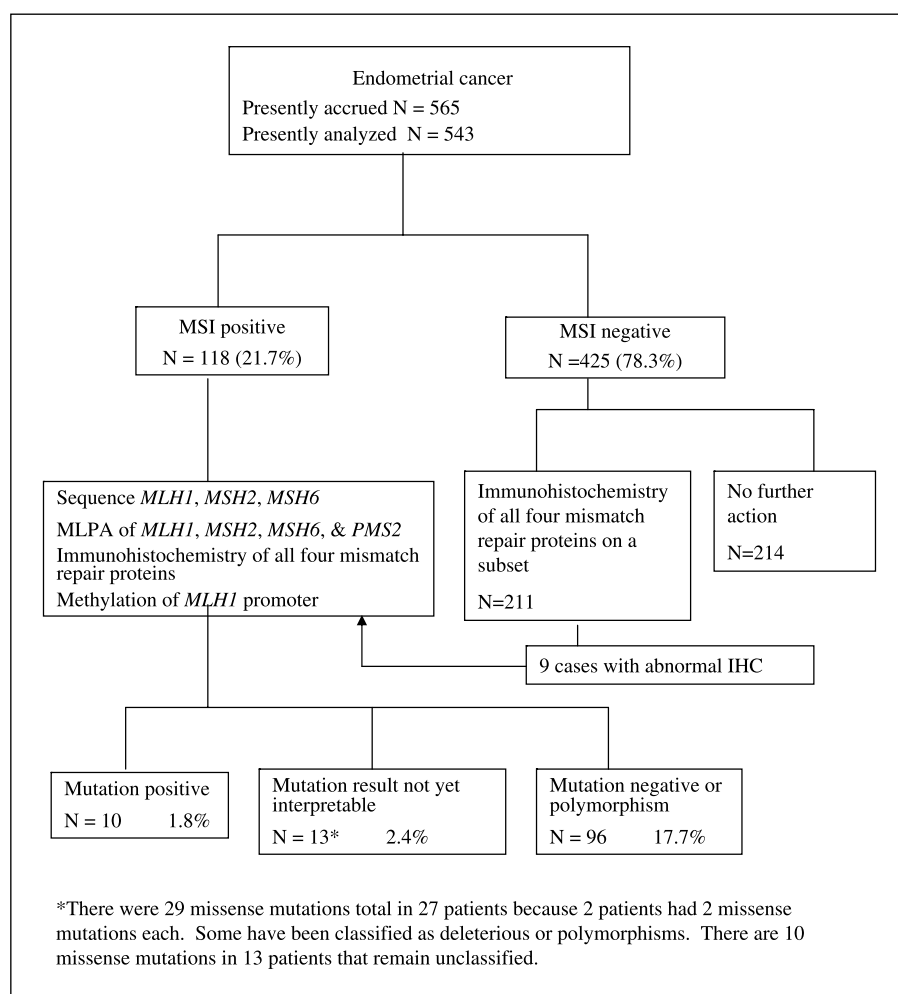 Endometrial cancer
Presently accrued N = 565
Presently analyzed N = 543
MSI positive
N = 118 (21.7%)
MSI negative
N =425 (78.3%)
Sequence MLH1, MSH2, MSH6
MLPA of MLH1, MSH2, MSH6, & PMS2
Immunohistochemistry of all four mismatch
repair proteins
Methylation of MLH1 promoter
Immunohistochemistry
of all four mismatch
repair proteins on a
subset
N=211
No further
action
N=214
9 cases with abnormal IHC
Mutation positive
N = 10 1.8%
Mutation result not yet
interpretable
N = 13* 2.4%
Mutation negative or
polymorphism
N = 96 17.7%
*There were 29 missense mutations total in 27 patients because 2 patients had 2 missense
mutations each. Some have been classified as deleterious or polymorphisms. There are 10
missense mutations in 13 patients that remain unclassified.